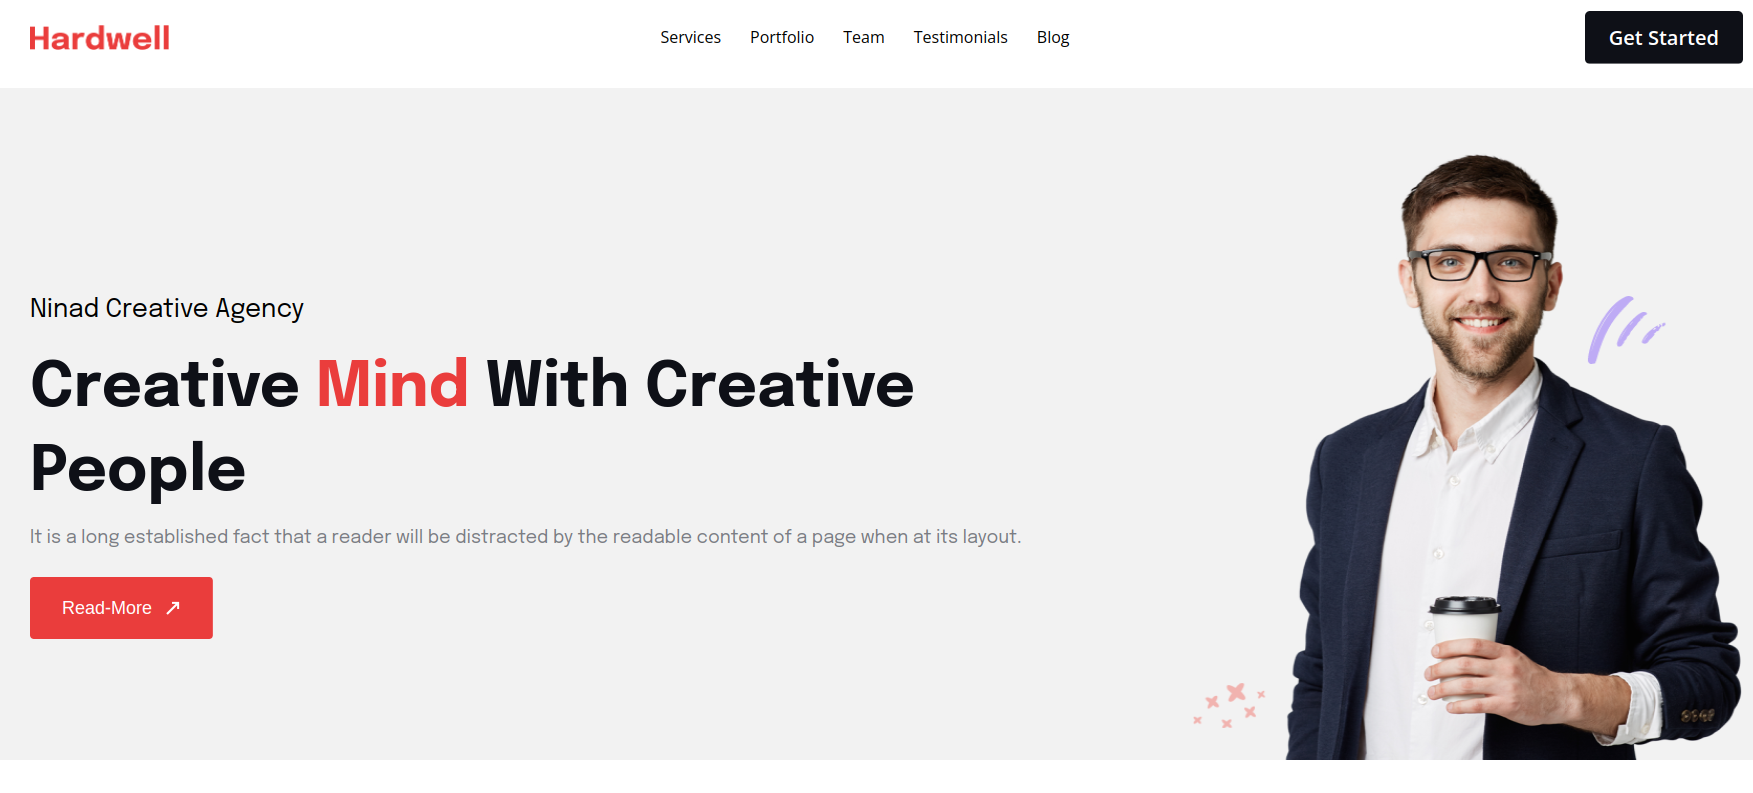 Hardwell
Services Portfolio Team Testimonials Blog
Get Started
Ninad Creative Agency
Creative Mind With Creative
People
It is a long established fact that a reader will be distracted by the readable content of a page when at its layout.
Read-More